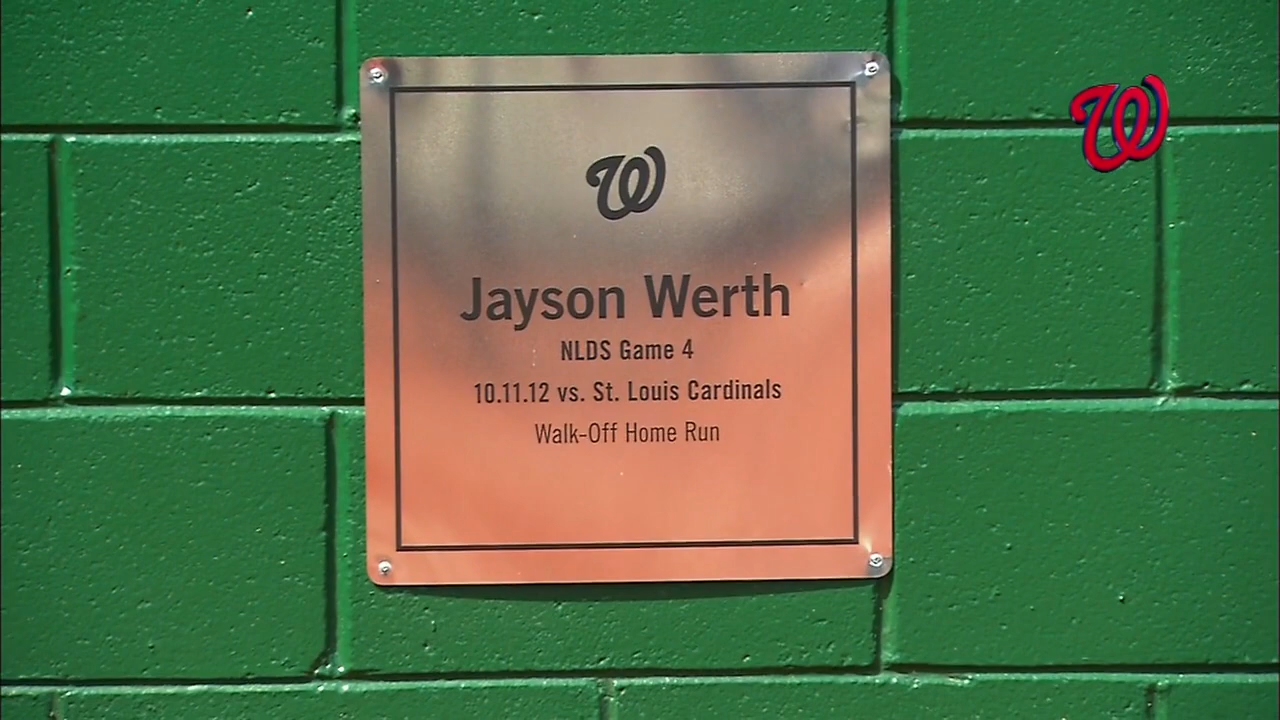 W
W
Jayson Werth
NLDS Game 4
10.11.12 vs. St. Louis Cardinals
Walk-Off Home Run